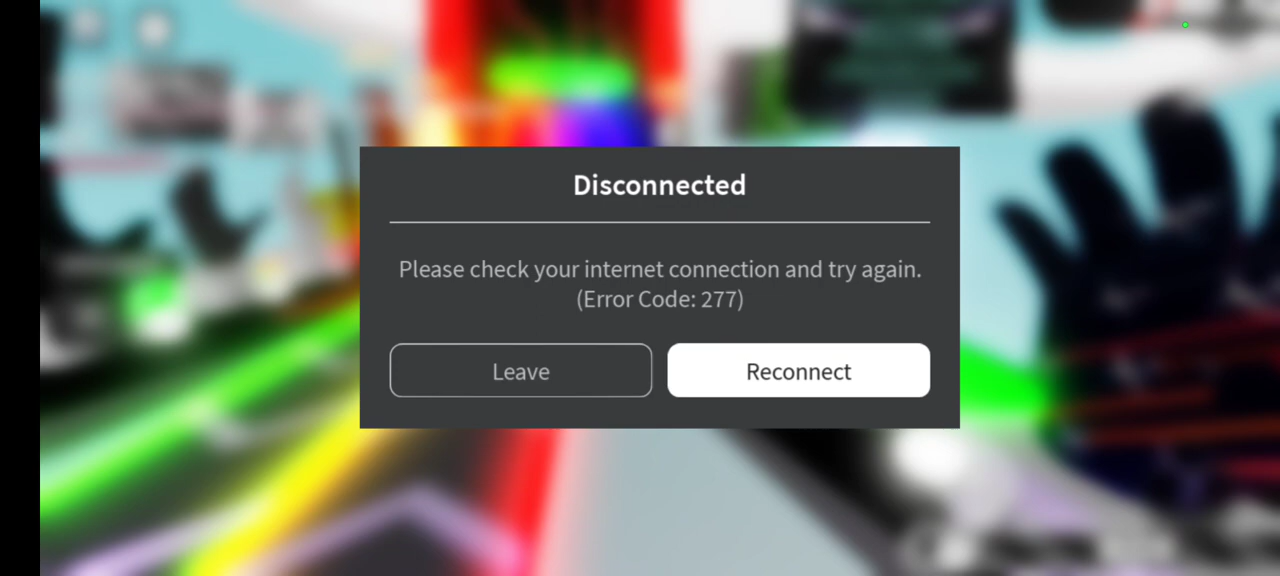 Disconnected
Please check your internet connection and try again.
(Error Code: 277)
Leave
Reconnect